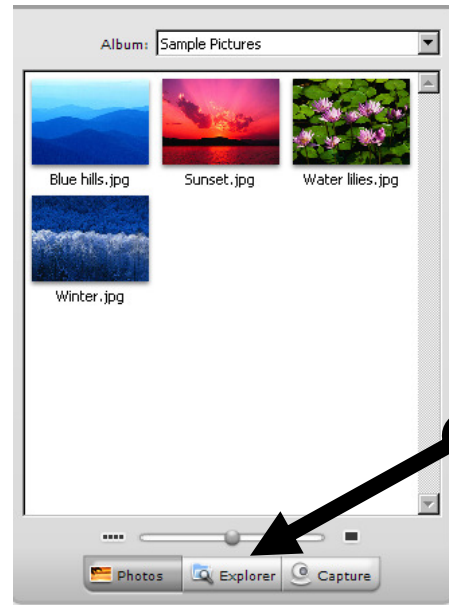 Album: Sample Pictures
Blue hills.jpg Sunset.jpg Water lilies.jpg
Winter.jpg
Photos Explorer Capture